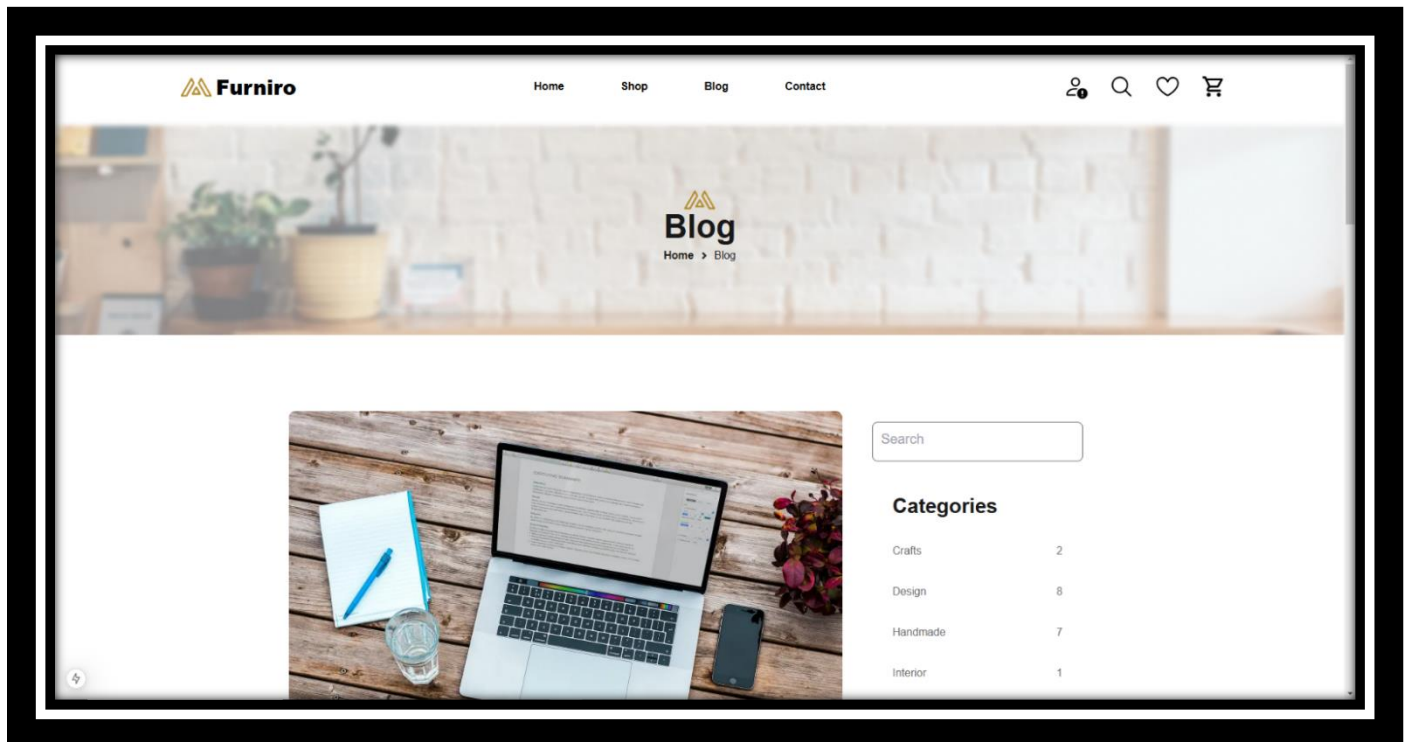 Furniro
Home Shop Blog Contact
Blog
Home > Blog
Search
Categories
Crafts 2
Design 8
Handmade 7
Interior 1